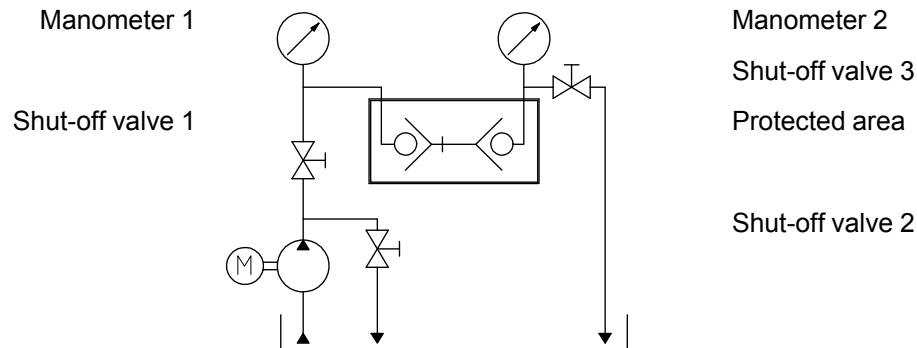 Manometer 1
Manometer 2
Shut-off valve 3
Shut-off valve 1
Protected area
Shut-off valve 2
M